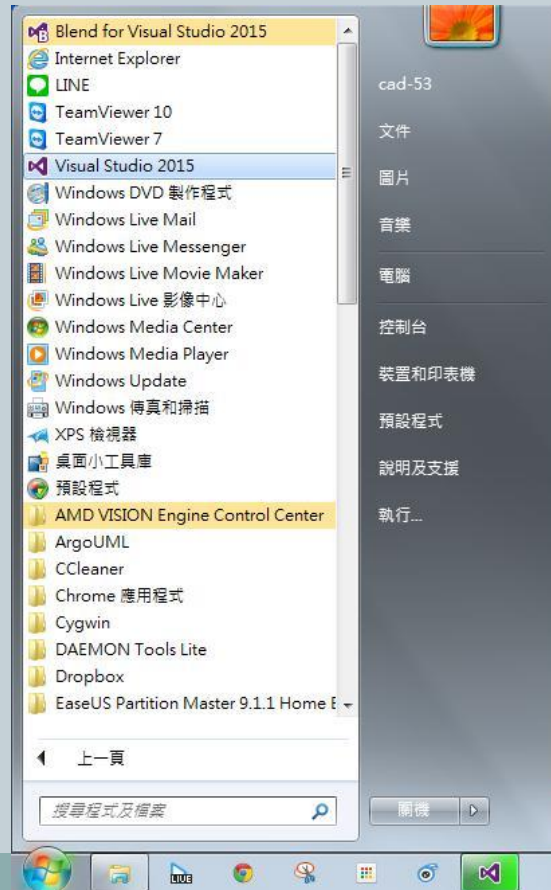 Blend for Visual Studio 2015
Internet Explorer
LINE
TeamViewer 10
TeamViewer 7
Visual Studio 2015
Windows DVD 製作程式
Windows Live Mail
Windows Live Messenger
Windows Live Movie Maker
Windows Live 影像中心
Windows Media Center
Windows Media Player
Windows Update
Windows 傳真和掃描
XPS 檢視器
桌面小工具庫
預設程式
AMD VISION Engine Control Center
ArgoUML
CCleaner
Chrome 應用程式
Cygwin
DAEMON Tools Lite
Dropbox
EaseUS Partition Master 9.1.1 Home E
上一頁
搜尋程式及檔案
cad-53
文件
圖片
音樂
電腦
控制台
裝置和印表機
預設程式
說明及支援
執行...
關機
LIVE